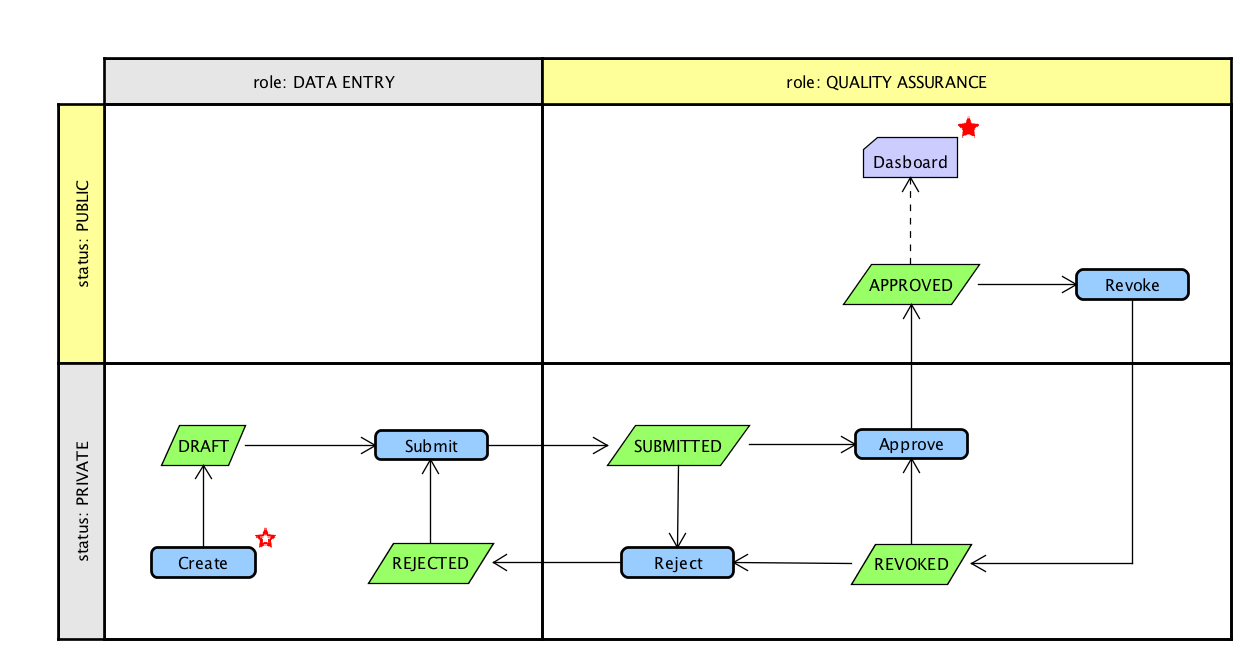 role: DATA ENTRY
role: QUALITY ASSURANCE
status: PUBLIC
Dasboard
APPROVED
Revoke
status: PRIVATE
DRAFT
Submit
SUBMITTED
Approve
Create
REJECTED
Reject
REVOKED